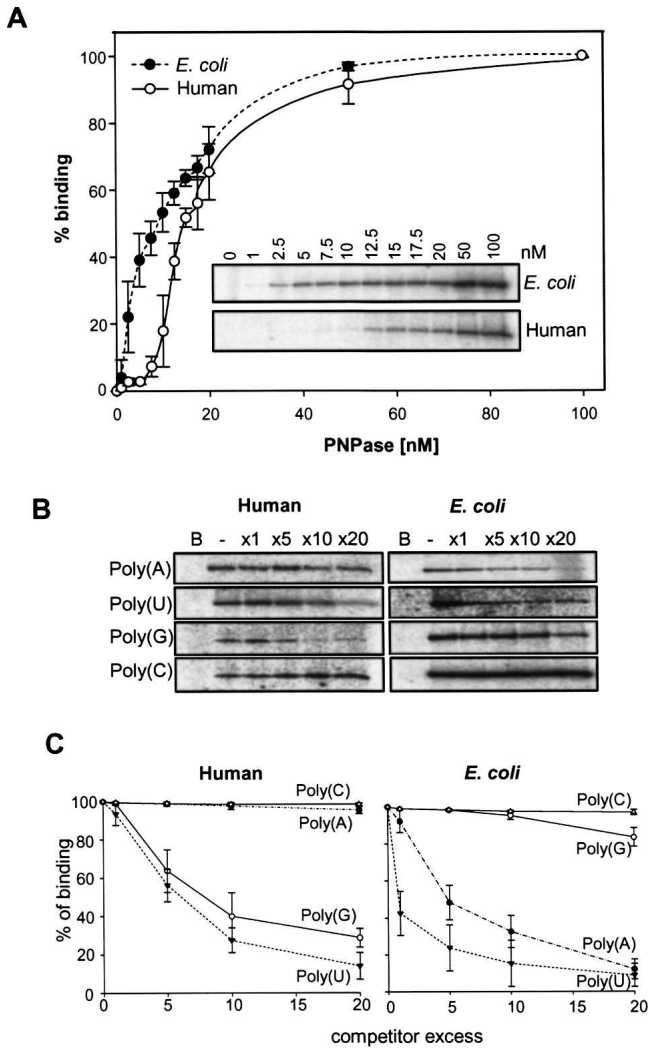 A
100
80
60
40
20
0
% binding
E. coli
Human
0 1 2.5 5 7.5 10 12.5 15 17.5 20 50 100 nM
E. coli
Human
0 20 40 60 80 100
PNPase [nM]
B
Human E. coli
B - x1 x5 x10 x20 B - x1 x5 x10 x20
Poly(A)
Poly(U)
Poly(G)
Poly(C)
C
Human E. coli
100
80
60
40
20
0
% of binding
Poly(C)
Poly(A)
Poly(G)
Poly(U)
Poly(C)
Poly(G)
Poly(A)
Poly(U)
0 5 10 15 20 0 5 10 15 20
competitor excess